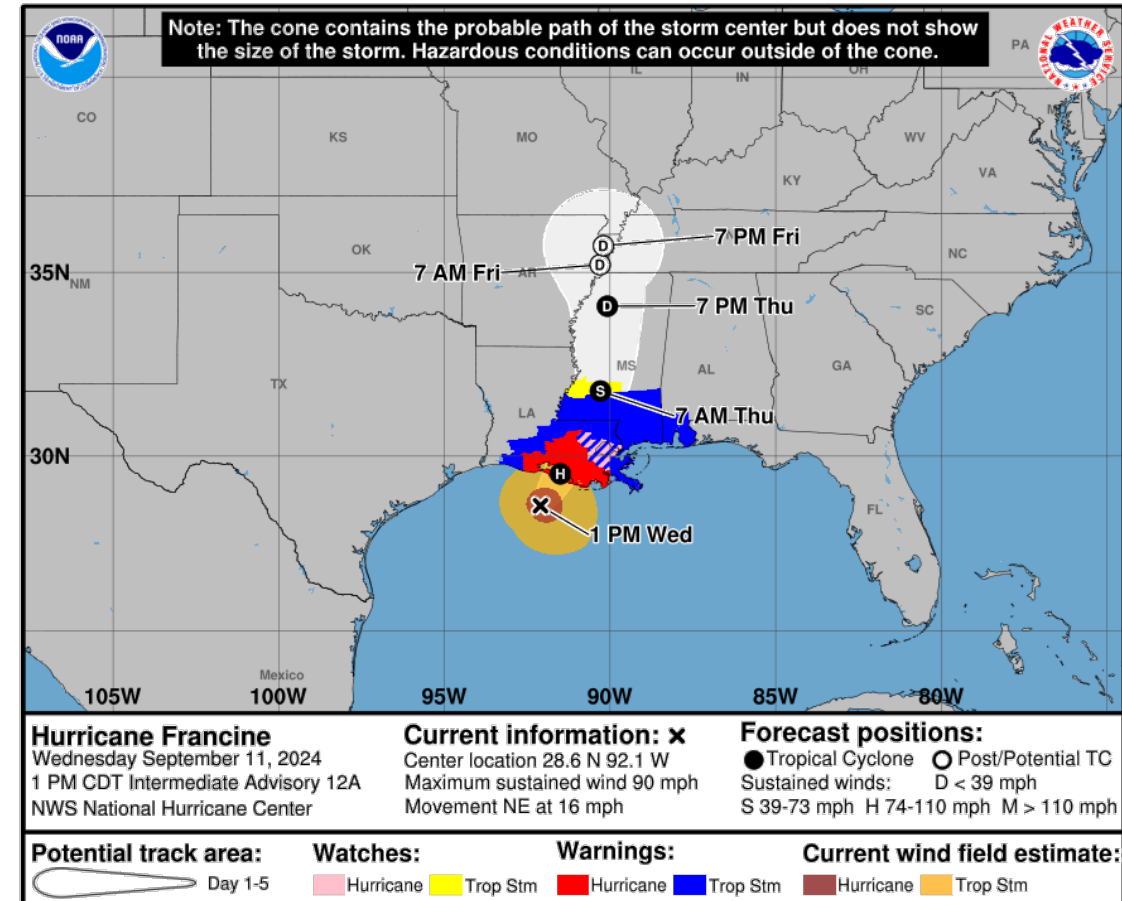 Note: The cone contains the probable path of the storm center but does not show
the size of the storm. Hazardous conditions can occur outside of the cone.
NOAA
NATIONAL WEATHER SERVICE
PA
IL
IN
OH
CO
KS
MO
WV
VA
KY
7 PM Fri
OK
NC
35N
7 AM Fri
AR
NM
D
D
D
7 PM Thu
SC
MS
AL
GA
TX
S
LA
7 AM Thu
30N
H
FL
1 PM Wed
Mexico
105W 100W 95W 90W 85W 80W
Hurricane Francine
Wednesday September 11, 2024
1 PM CDT Intermediate Advisory 12A
NWS National Hurricane Center
Current information: ×
Center location 28.6 N 92.1 W
Maximum sustained wind 90 mph
Movement NE at 16 mph
Forecast positions:
Tropical Cyclone Post/Potential TC
Sustained winds: D < 39 mph
S 39-73 mph H 74-110 mph M > 110 mph
Potential track area:
Day 1-5
Watches:
Hurricane Trop Stm
Warnings:
Hurricane Trop Stm
Current wind field estimate:
Hurricane Trop Stm